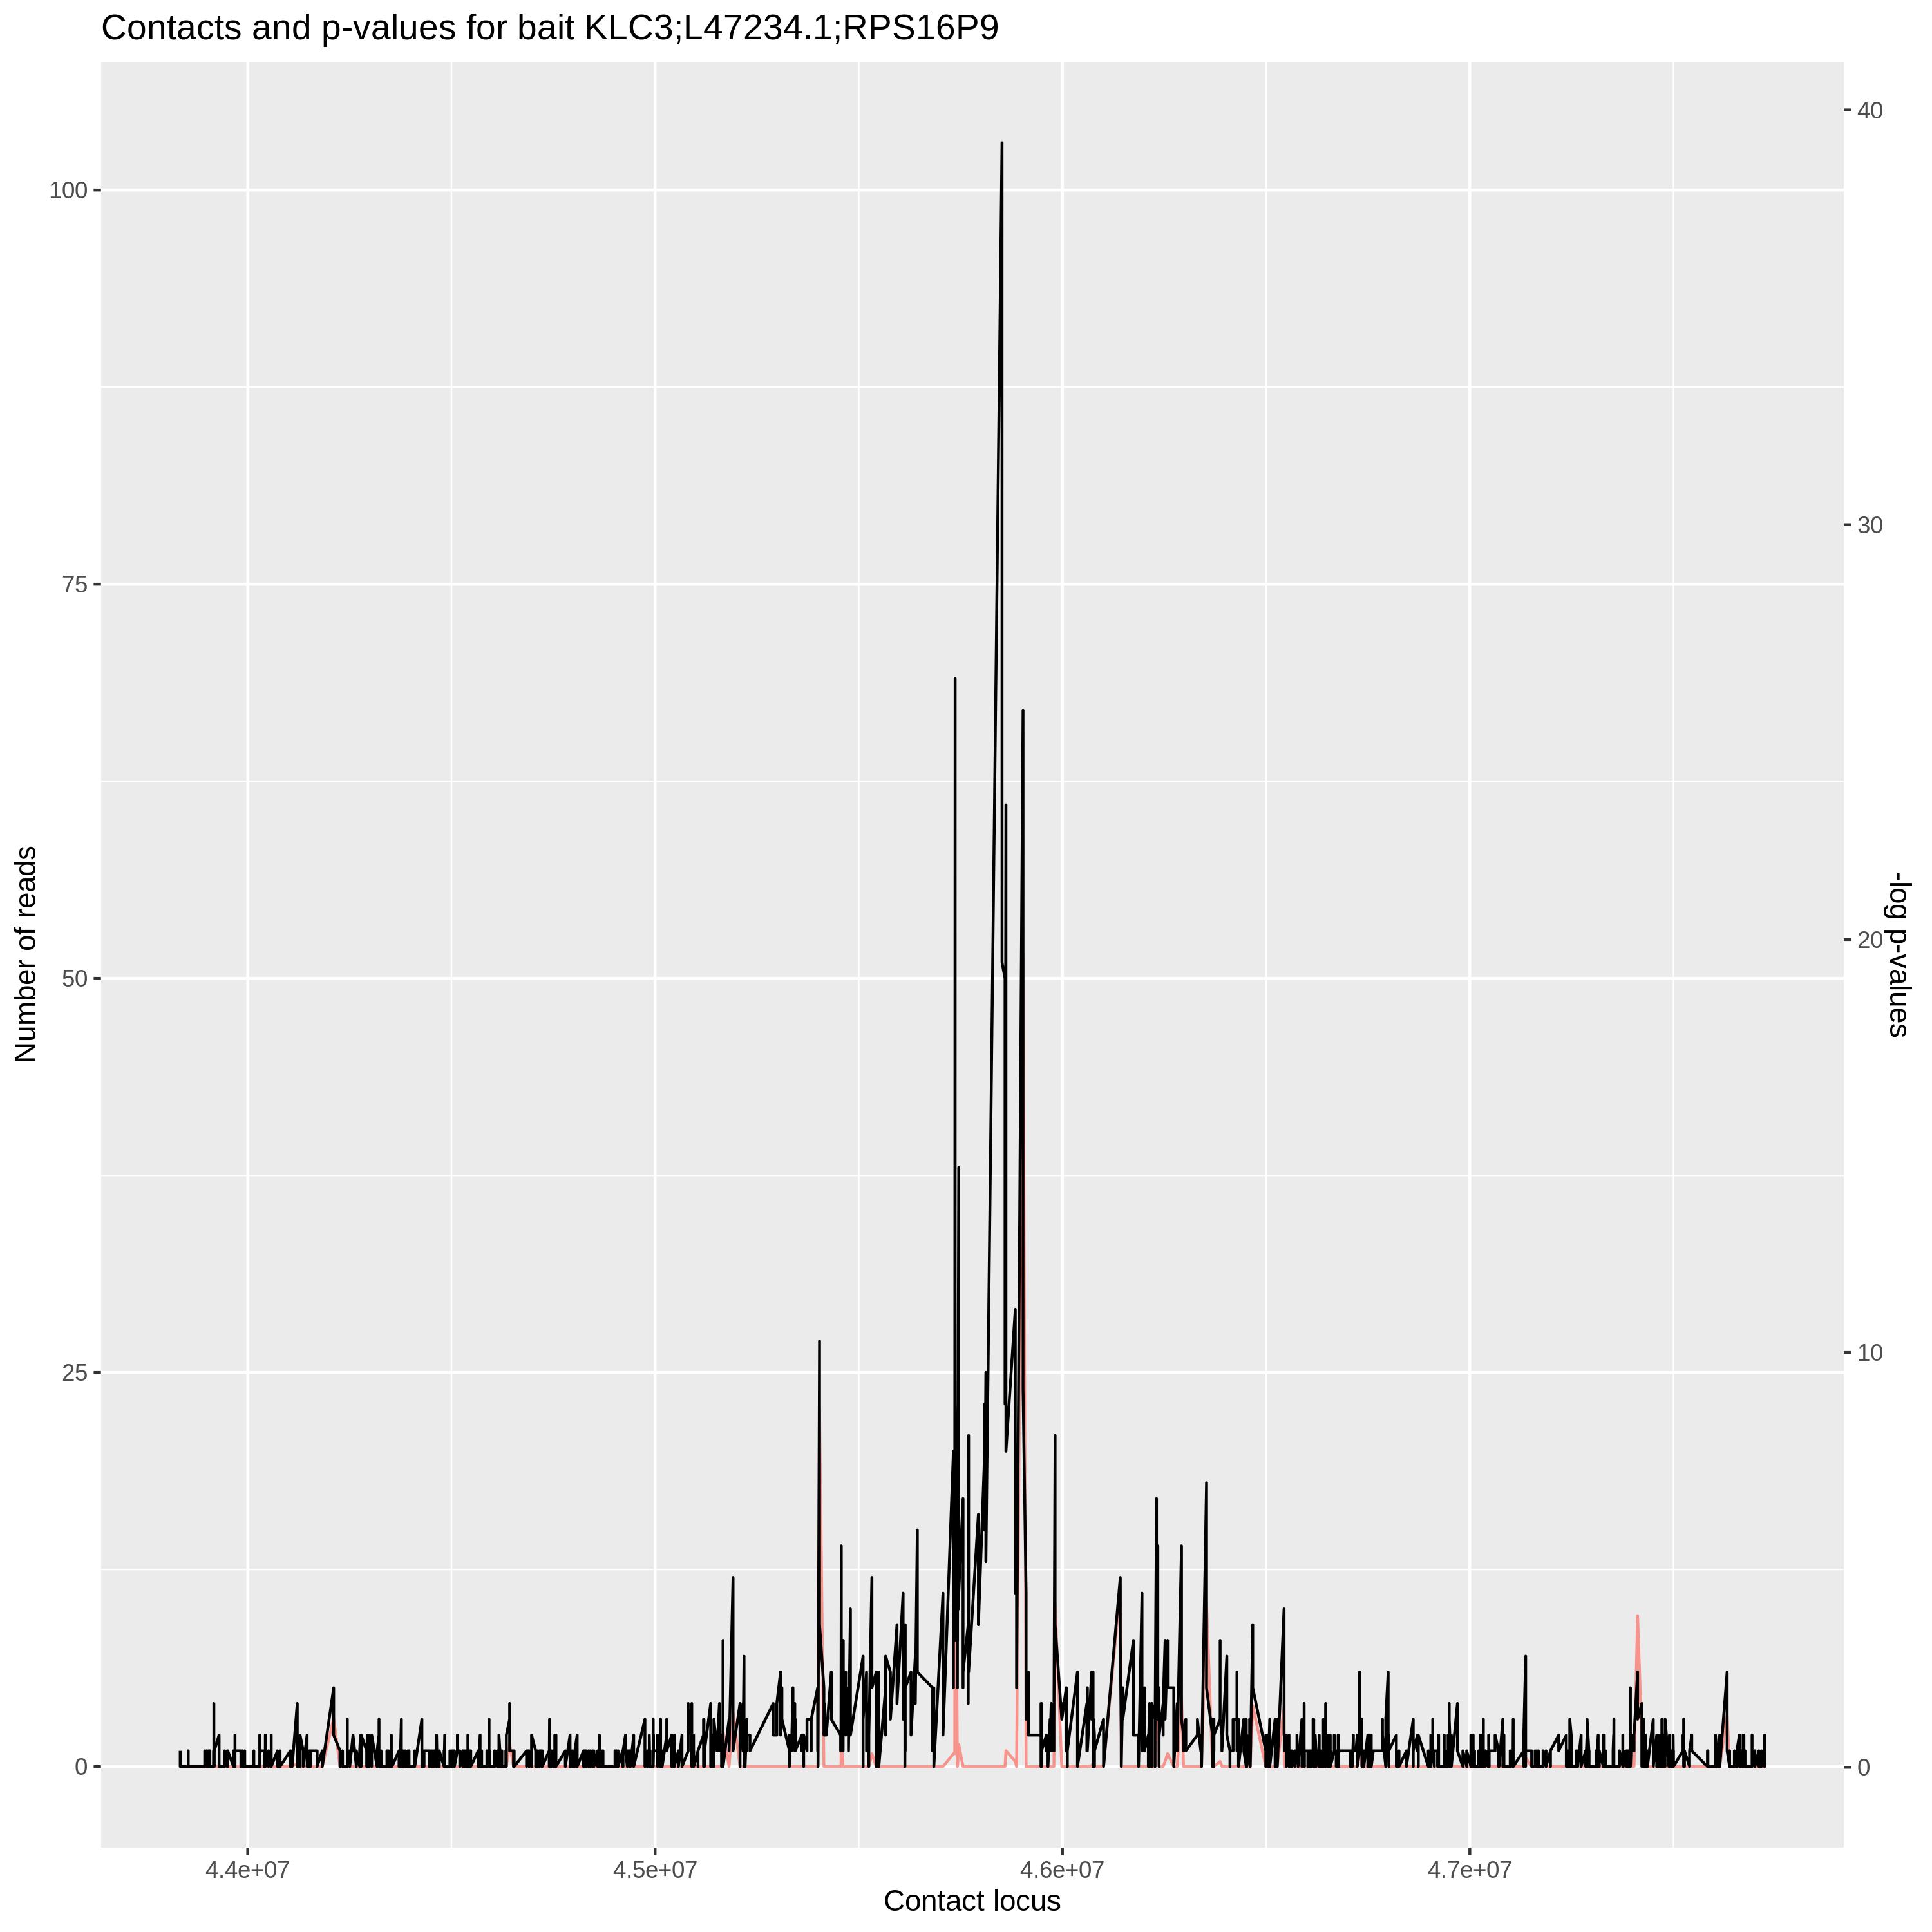 Contacts and p-values for bait KLC3;L47234.1;RPS16P9
100
75
50
25
0
Number of reads
40
30
20
10
0
-log p-values
4.4e+07
4.5e+07
4.6e+07
4.7e+07
Contact locus